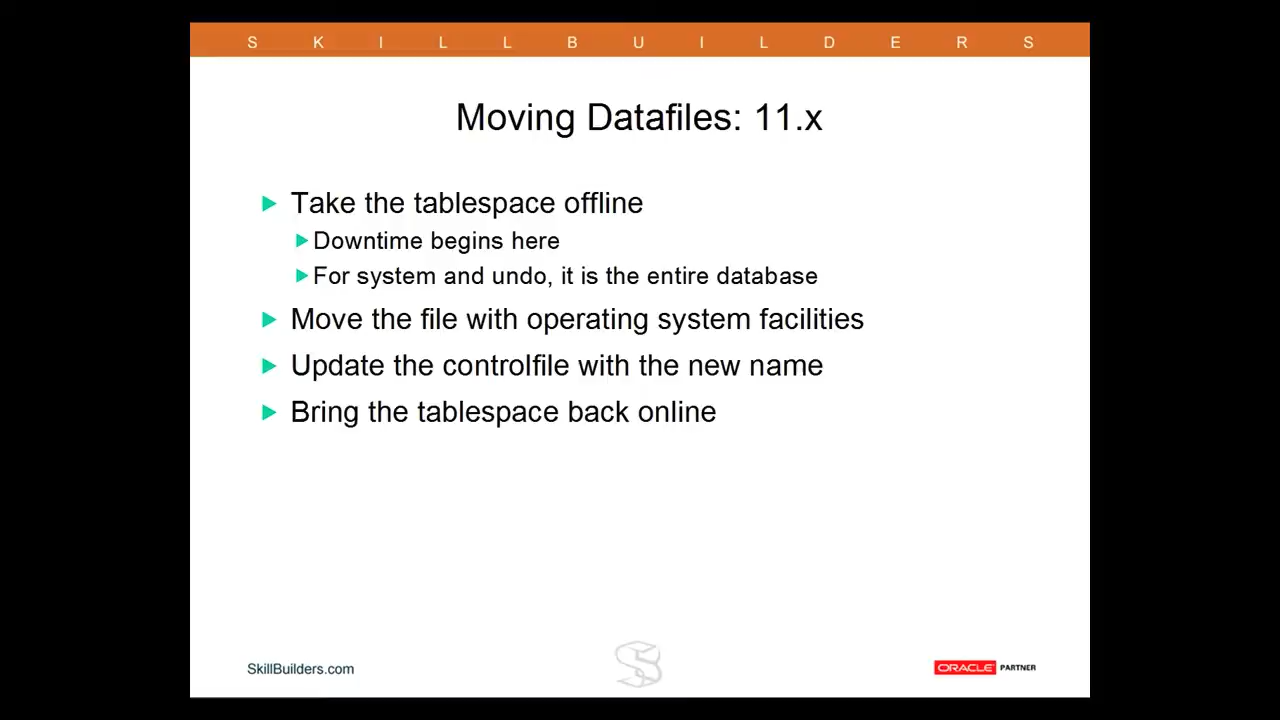 SKILLBUILDERS
Moving Datafiles: 11.x
Take the tablespace offline
Downtime begins here
For system and undo, it is the entire database
Move the file with operating system facilities
Update the controlfile with the new name
Bring the tablespace back online
SkillBuilders.com
ORACLE PARTNER